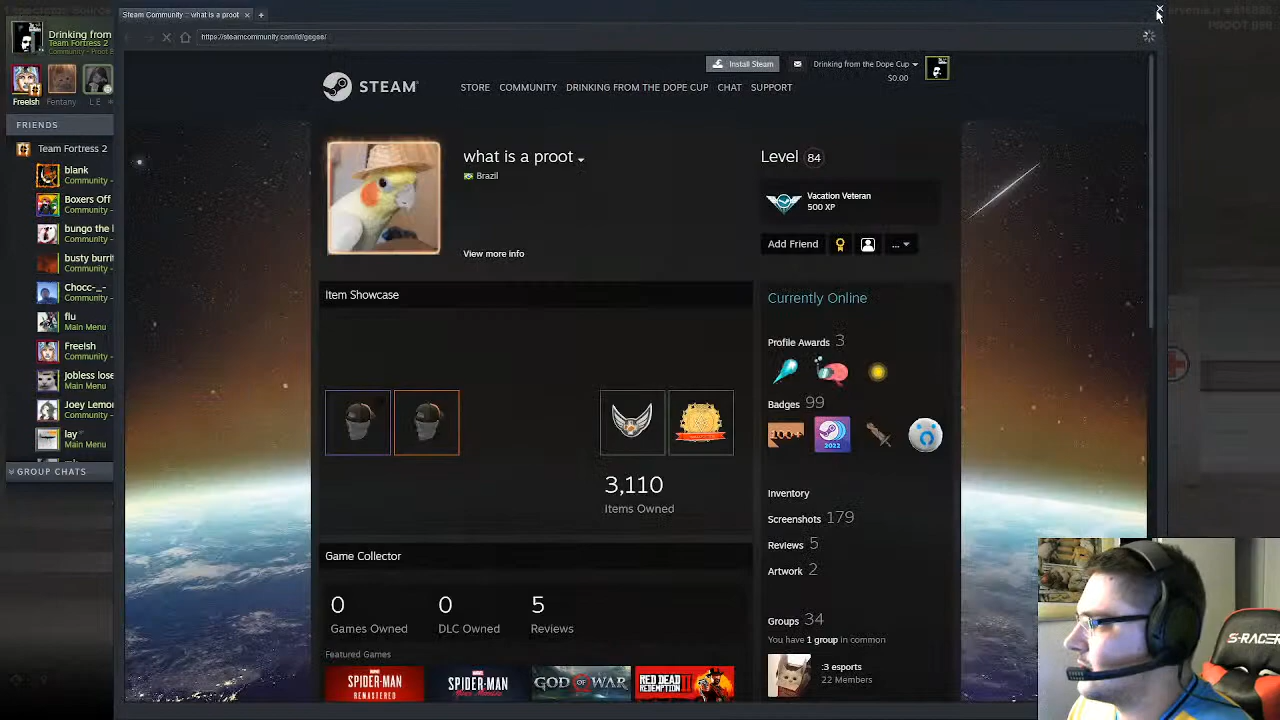 Steam Community :: what is a proot × +
https://steamcommunity.com/id/gegee/
Drinking from
Team Fortress 2
Freelsh Fentany L E
FRIENDS
Team Fortress 2
blank
Community -
Boxers Off
Community -
bungo the
Community -
busty burri
Community -
Chocc-_-
Community -
flu
Main Menu
Freelsh
Community -
jobless lose
Main Menu
Joey Lemon
Community -
lay
Main Menu
GROUP CHATS
Install Steam
Drinking from the Dope Cup
$0.00
STEAM
STORE COMMUNITY DRINKING FROM THE DOPE CUP CHAT SUPPORT
what is a proot
Brazil
View more info
Level 84
Vacation Veteran
500 XP
Add Friend ...
Item Showcase
3,110
Items Owned
Game Collector
0 0 5
Games Owned DLC Owned Reviews
Featured Games
SPIDER-MAN
REMASTERED
SPIDER-MAN
GOD OF WAR
RED DEAD
REDEMPTION II
Currently Online
Profile Awards 3
Badges 99
100+
2022
Inventory
Screenshots 179
Reviews 5
Artwork 2
Groups 34
You have 1 group in common
:3 esports
22 Members
S-RACER